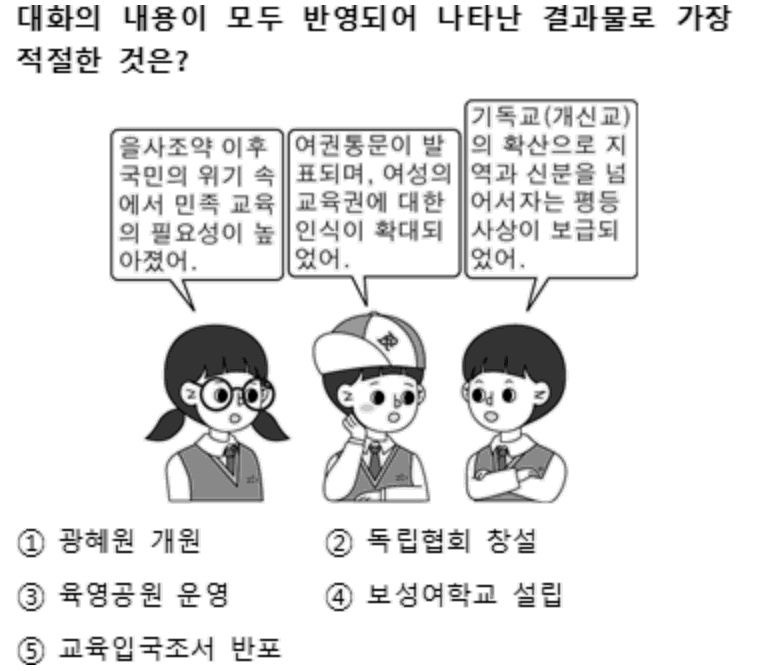 대화의 내용이 모두 반영되어 나타난 결과물로 가장
적절한 것은?
을사조약 이후
국민의 위기 속
에서 민족 교육
의 필요성이 높
아졌어.
여권통문이 발
표되며, 여성의
교육권에 대한
인식이 확대되
었어.
기독교(개신교)
의 확산으로 지
역과 신분을 넘
어서자는 평등
사상이 보급되
었어.
① 광혜원 개원
② 독립협회 창설
③ 육영공원 운영
④ 보성여학교 설립
⑤ 교육입국조서 반포